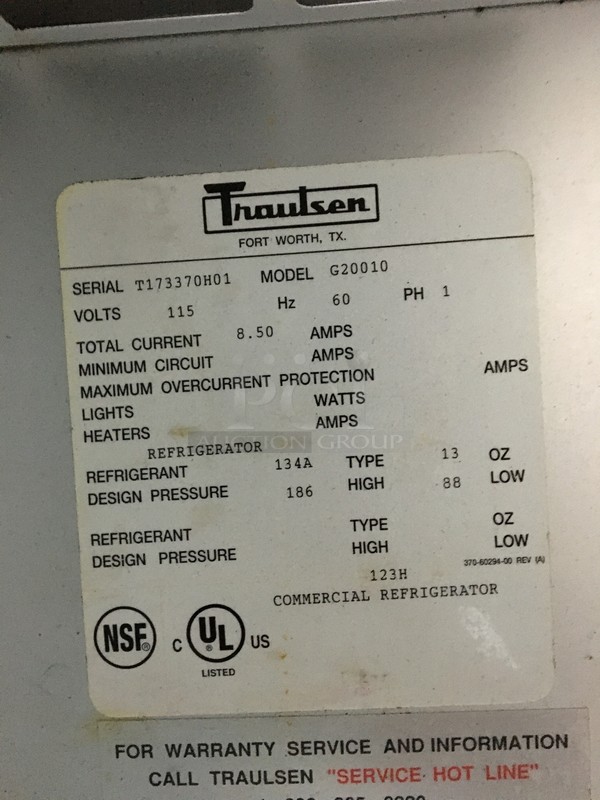 Traulsen
FORT WORTH, TX.
SERIAL T173370H01 MODEL G20010
VOLTS 115 Hz 60 PH 1
TOTAL CURRENT 8.50 AMPS
MINIMUM CIRCUIT AMPS
MAXIMUM OVERCURRENT PROTECTION AMPS
LIGHTS WATTS
HEATERS AMPS
REFRIGERATOR
REFRIGERANT 134A TYPE 13 OZ
DESIGN PRESSURE 186 HIGH 88 LOW
REFRIGERANT TYPE OZ
DESIGN PRESSURE HIGH LOW
370-60294-00 REV (A)
123H
COMMERCIAL REFRIGERATOR
NSF®
C UL® US
LISTED
FOR WARRANTY SERVICE AND INFORMATION
CALL TRAULSEN "SERVICE HOT LINE"
PCI
AUCTION GROUP